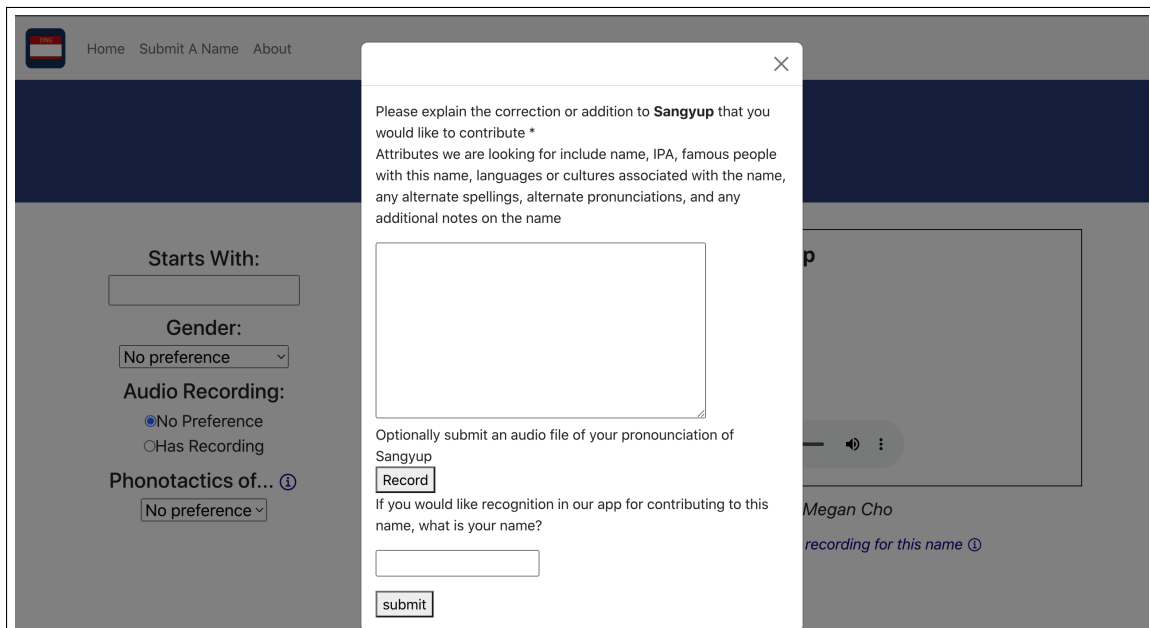 DNG
Home Submit A Name About
Please explain the correction or addition to Sangyup that you
would like to contribute *
Attributes we are looking for include name, IPA, famous people
with this name, languages or cultures associated with the name,
any alternate spellings, alternate pronunciations, and any
additional notes on the name
Optionally submit an audio file of your pronounciation of
Sangyup
Record
If you would like recognition in our app for contributing to this
name, what is your name?
submit
Starts With:
Gender:
No preference
Audio Recording:
No Preference
Has Recording
Phonotactics of...
No preference
p
Megan Cho
recording for this name